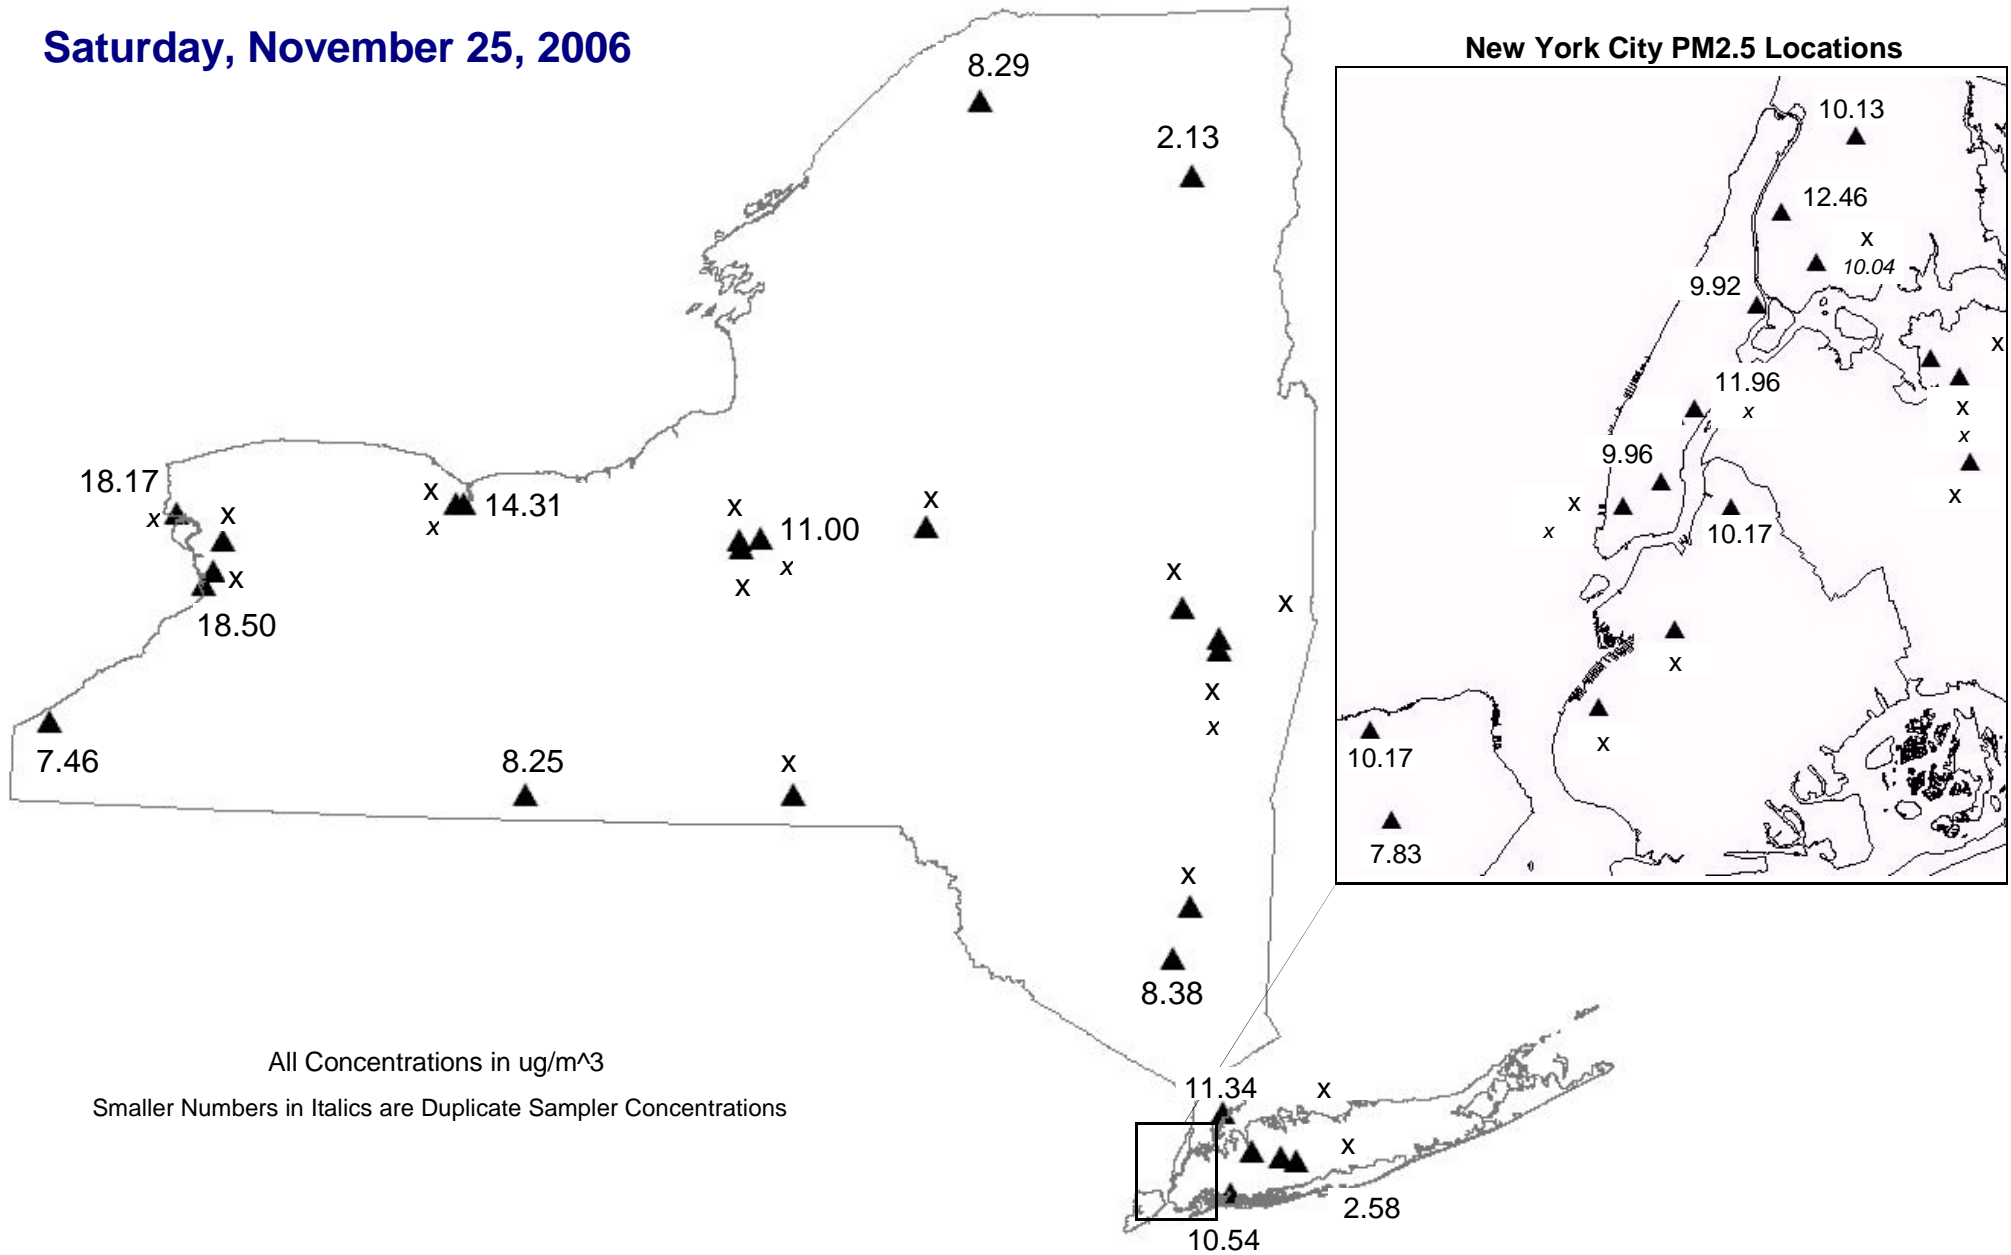 Saturday, November 25, 2006
8.29
2.13
18.17
x
x
x
18.50
x
x
14.31
x
11.00
x
x
x
x
x
x
x
7.46
8.25
x
x
8.38
All Concentrations in ug/m^3
Smaller Numbers in Italics are Duplicate Sampler Concentrations
11.34
x
x
2.58
10.54
New York City PM2.5 Locations
10.13
12.46
x
10.04
9.92
x
11.96
x
x
x
9.96
x
x
x
10.17
x
x
10.17
7.83